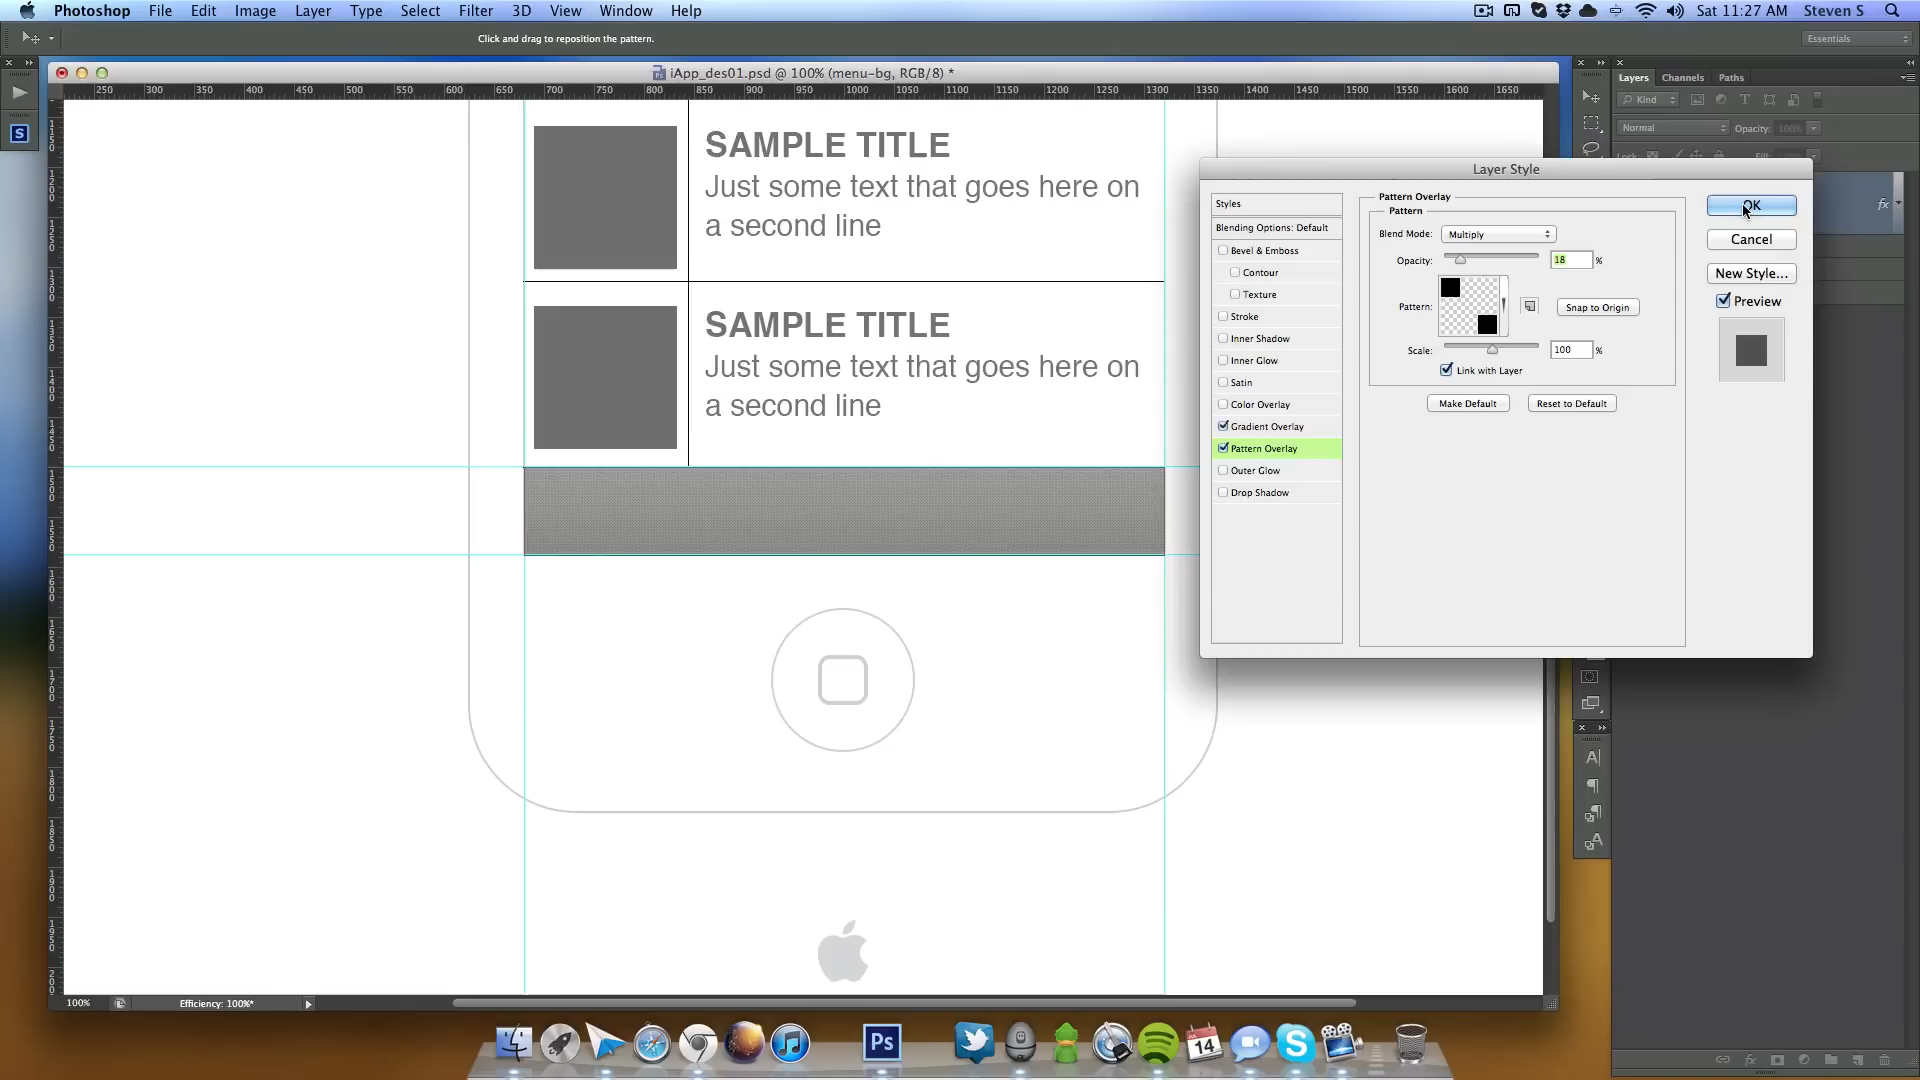 Photoshop File Edit Image Layer Type Select Filter 3D View Window Help
Sat 11:27 AM Steven S
Click and drag to reposition the pattern.
Essentials
iApp_des01.psd @ 100% (menu-bg, RGB/8) *
250 300 350 400 450 500 550 600 650 700 750 800 850 900 950 1000 1050 1100 1150 1200 1250 1300 1350 1400 1450 1500 1550 1600 1650
Layers Channels Paths
Kind
Normal Opacity: 100%
SAMPLE TITLE
Just some text that goes here on
a second line
SAMPLE TITLE
Just some text that goes here on
a second line
Layer Style
Styles
Blending Options: Default
Bevel & Emboss
Contour
Texture
Stroke
Inner Shadow
Inner Glow
Satin
Color Overlay
Gradient Overlay
Pattern Overlay
Outer Glow
Drop Shadow
Pattern Overlay
Pattern
Blend Mode: Multiply
Opacity: 18 %
Pattern: Snap to Origin
Scale: 100 %
Link with Layer
Make Default Reset to Default
OK
Cancel
New Style...
Preview
fx
100% Efficiency: 100%*
Ps
14